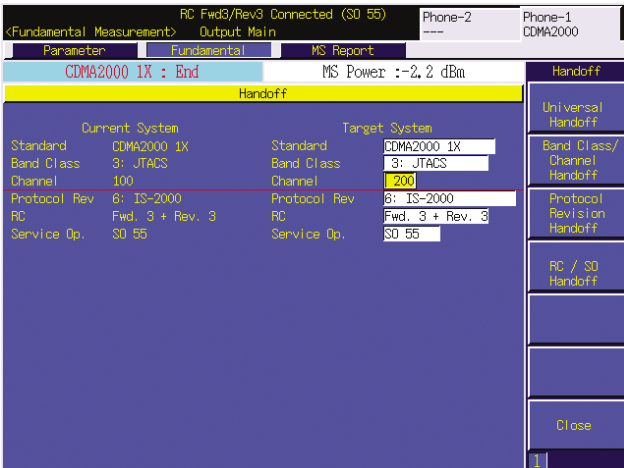 RC Fwd3/Rev3 Connected (SO 55)
<Fundamental Measurement> Output Main
Phone-2
---
Phone-1
CDMA2000
Parameter Fundamental MS Report
CDMA2000 1X : End MS Power :-2.2 dBm
Handoff
Current System Target System
Standard CDMA2000 1X Standard CDMA2000 1X
Band Class 3: JTACS Band Class 3: JTACS
Channel 100 Channel 200
Protocol Rev 6: IS-2000 Protocol Rev 6: IS-2000
RC Fwd. 3 + Rev. 3 RC Fwd. 3 + Rev. 3
Service Op. SO 55 Service Op. SO 55
Handoff
Universal
Handoff
Band Class/
Channel
Handoff
Protocol
Revision
Handoff
RC / SO
Handoff
Close
1